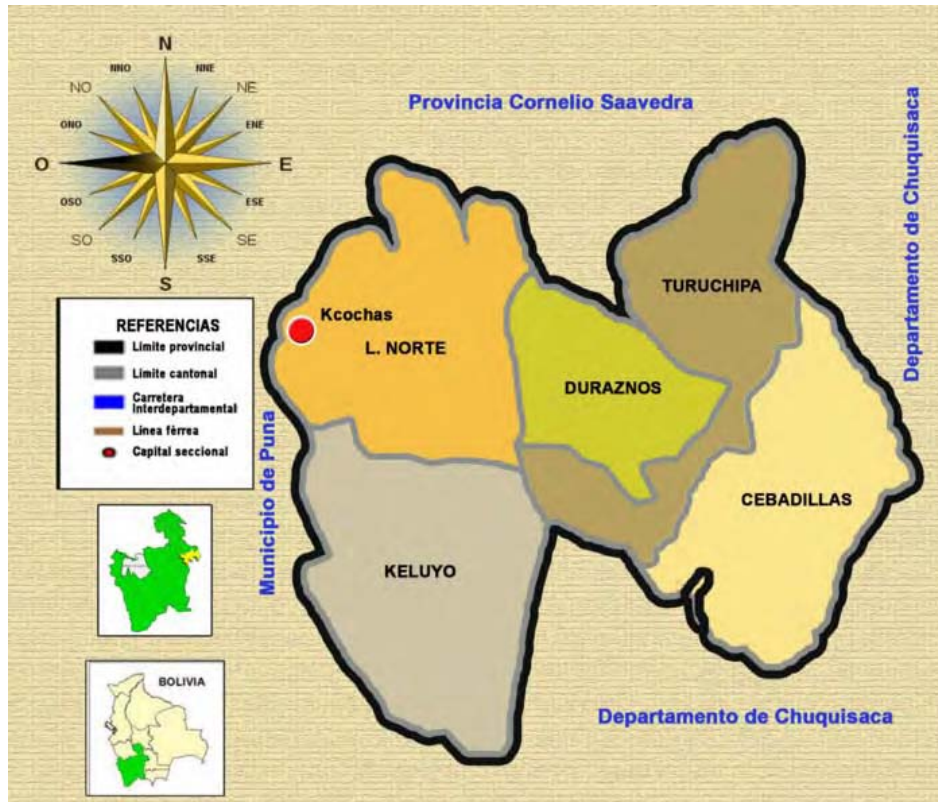 N
NNO
NNE
NO
NE
ONO
ENE
O
E
OSO
ESE
SO
SE
SSO
SSE
S
Provincia Cornelio Saavedra
Departamento de Chuquisaca
TURUCHIPA
Kcochas
L. NORTE
DURAZNOS
CEBADILLAS
KELUYO
Municipio de Puna
Departamento de Chuquisaca
REFERENCIAS
Límite provincial
Límite cantonal
Carretera
Interdepartamental
Línea férrea
Capital seccional
BOLIVIA